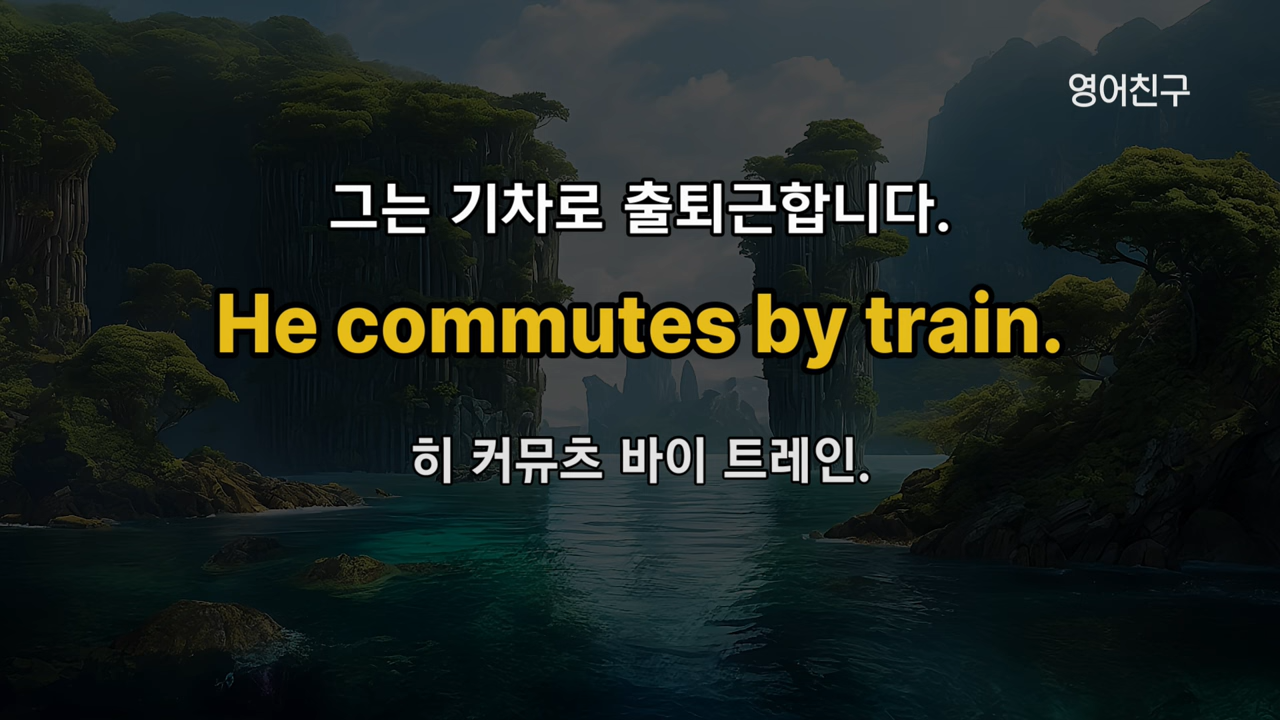 영어친구
그는 기차로 출퇴근합니다.
He commutes by train.
히 커뮤츠 바이 트레인.